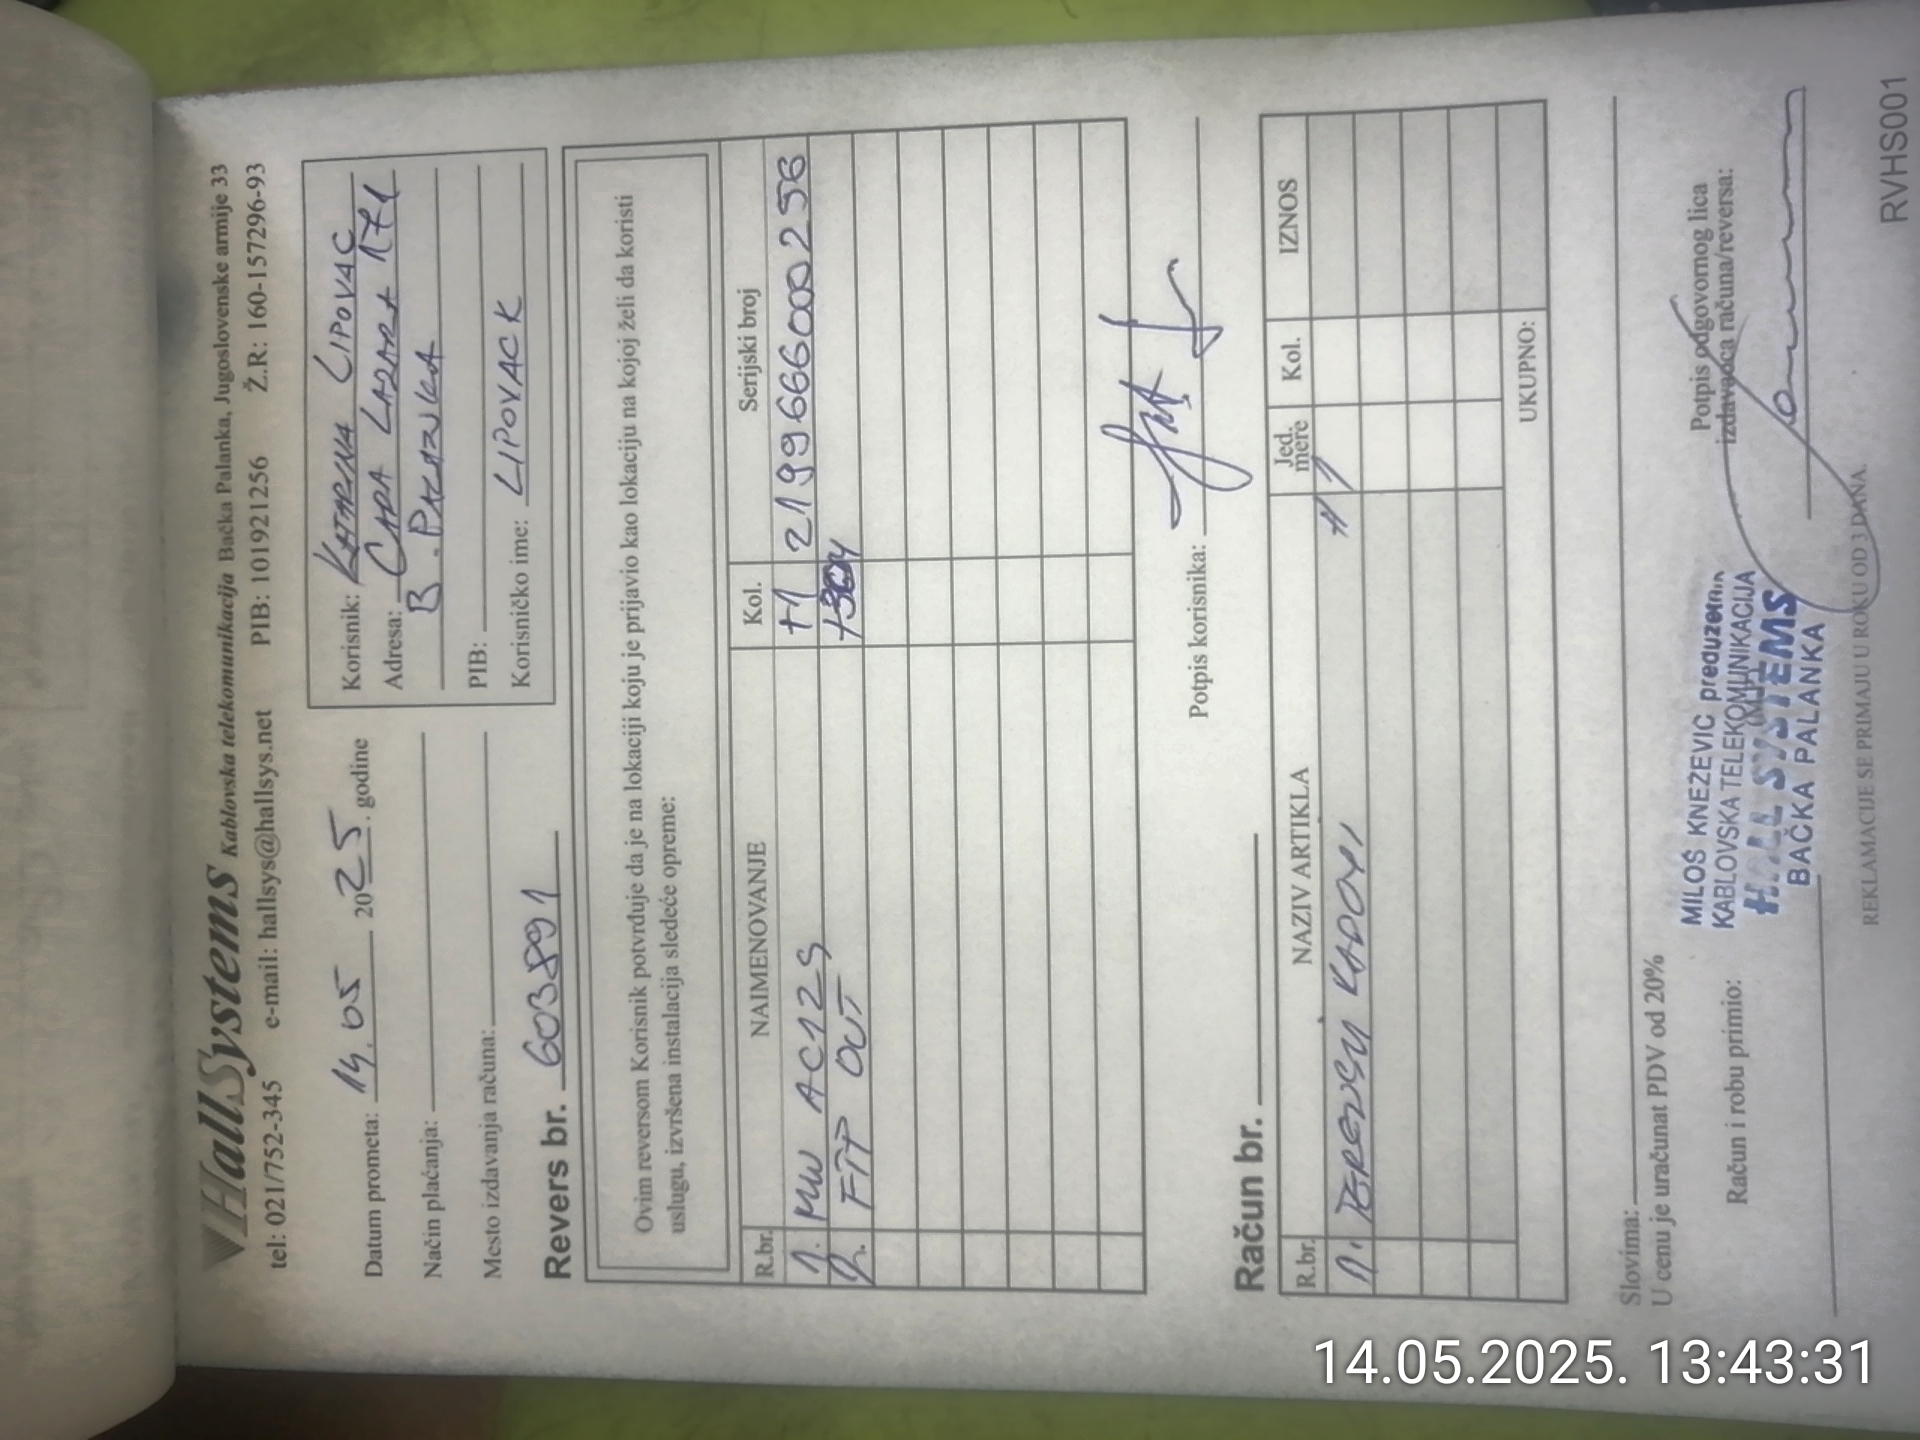 HallSystems Kablovska telekomunikacija Bačka Palanka, Jugoslovenske armije 33
tel: 021/752-345 e-mail: hallsys@hallsys.net PIB: 101921256 Ž.R: 160-157296-93
Datum prometa: 14. 05 2025. godine
Način plaćanja:
Mesto izdavanja računa:
Korisnik: KATARINA LIPOVAC
Adresa: CARA LAZARA 171
B. PALANKA
PIB:
Korisničko ime: LIPOVACK
Revers br. 603891
Ovim reversom Korisnik potvrđuje da je na lokaciji koju je prijavio kao lokaciju na kojoj želi da koristi
uslugu, izvršena instalacija sledeće opreme:
R.br. NAIMENOVANJE Kol. Serijski broj
1. MW AC12G +1 2199666000256
2. FTP OUT
Potpis korisnika:
Račun br.
R.br. NAZIV ARTIKLA Jed. mere Kol. IZNOS
1. TERENSKI
UKUPNO:
Slovima:
U cenu je uračunat PDV od 20%
Račun i robu primio:
MILOŠ KNEŽEVIĆ preduzetnik
KABLOVSKA TELEKOMUNIKACIJA
HALL SYSTEMS
BAČKA PALANKA
Potpis odgovornog lica
izdavaoca računa/reversa:
REKLAMACIJE SE PRIMAJU U ROKU OD 3 DANA.
RVHS001
14.05.2025. 13:43:31